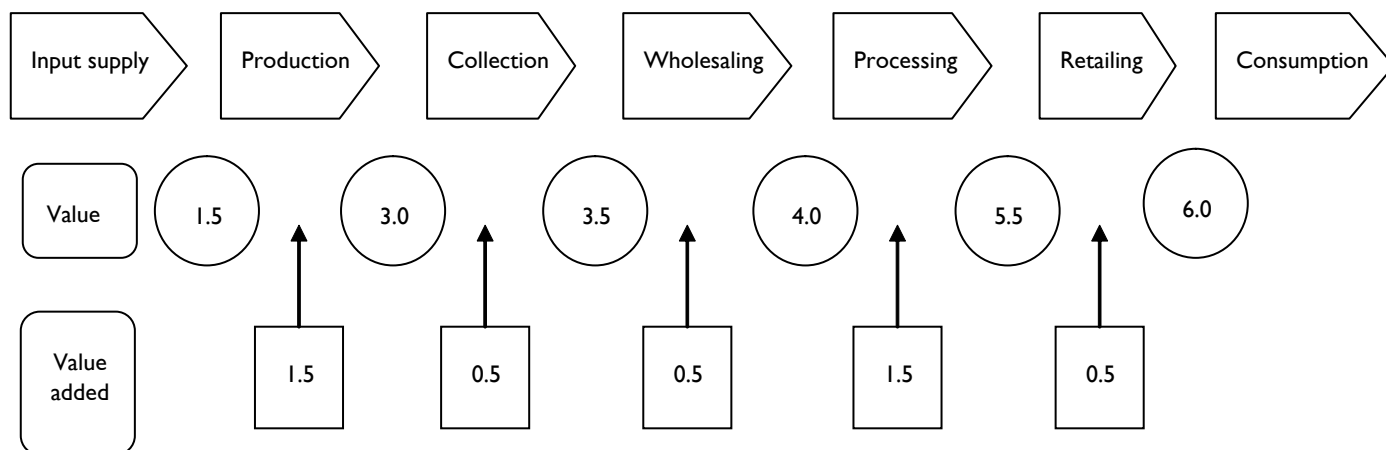 Input supply
Production
Collection
Wholesaling
Processing
Retailing
Consumption
Value
1.5
3.0
3.5
4.0
5.5
6.0
Value
added
1.5
0.5
0.5
1.5
0.5